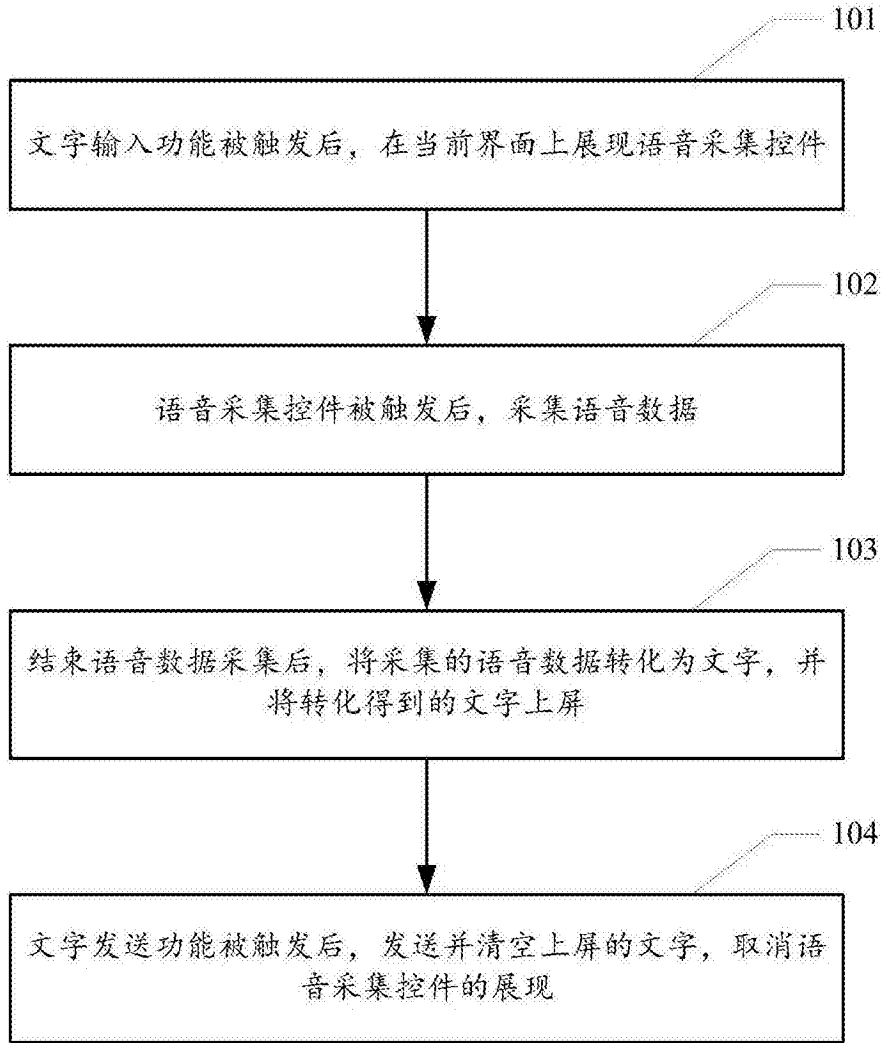 101
文字输入功能被触发后，在当前界面上展现语音采集控件
102
语音采集控件被触发后，采集语音数据
103
结束语音数据采集后，将采集的语音数据转化为文字，并
将转化得到的文字上屏
104
文字发送功能被触发后，发送并清空上屏的文字，取消语
音采集控件的展现